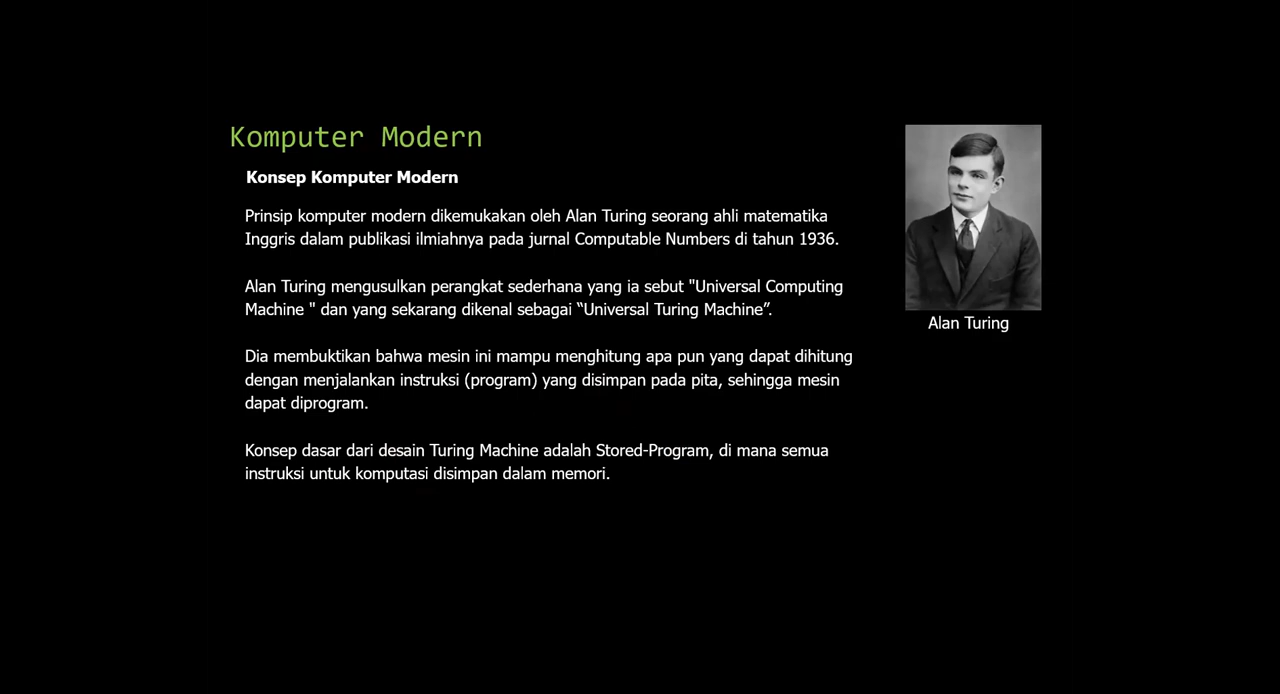 Komputer Modern
Konsep Komputer Modern
Prinsip komputer modern dikemukakan oleh Alan Turing seorang ahli matematika
Inggris dalam publikasi ilmiahnya pada jurnal Computable Numbers di tahun 1936.
Alan Turing mengusulkan perangkat sederhana yang ia sebut "Universal Computing
Machine " dan yang sekarang dikenal sebagai “Universal Turing Machine”.
Dia membuktikan bahwa mesin ini mampu menghitung apa pun yang dapat dihitung
dengan menjalankan instruksi (program) yang disimpan pada pita, sehingga mesin
dapat diprogram.
Konsep dasar dari desain Turing Machine adalah Stored-Program, di mana semua
instruksi untuk komputasi disimpan dalam memori.
Alan Turing